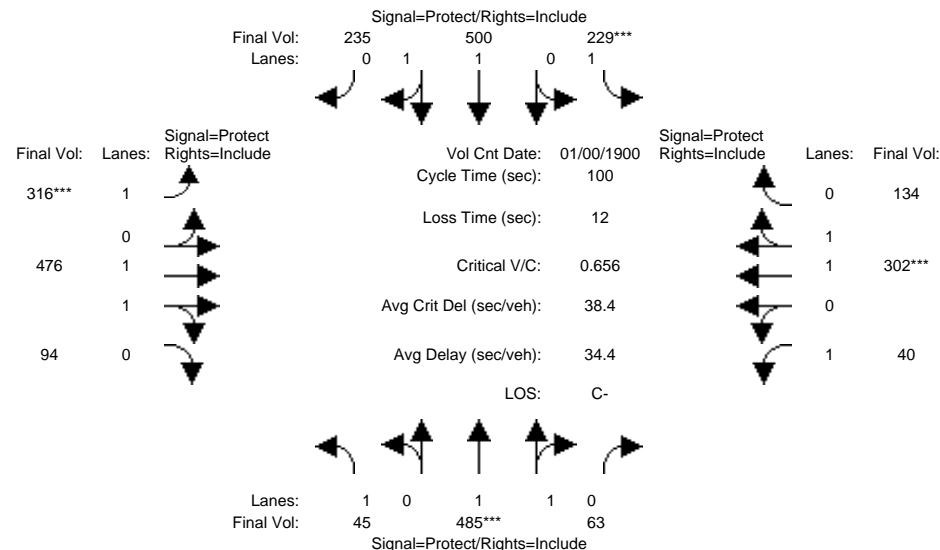 Signal=Protect/Rights=Include
Final Vol: 235 500 229***
Lanes: 0 1 1 0 1
Signal=Protect
Final Vol: Lanes: Rights=Include
Vol Cnt Date: 01/00/1900
Signal=Protect
Rights=Include Lanes: Final Vol:
Cycle Time (sec): 100
316*** 1
0 134
Loss Time (sec): 12
0
1
476 1
Critical V/C: 0.656
1 302***
1
Avg Crit Del (sec/veh): 38.4
0
94 0
Avg Delay (sec/veh): 34.4
1 40
LOS: C-
Lanes: 1 0 1 1 0
Final Vol: 45 485*** 63
Signal=Protect/Rights=Include